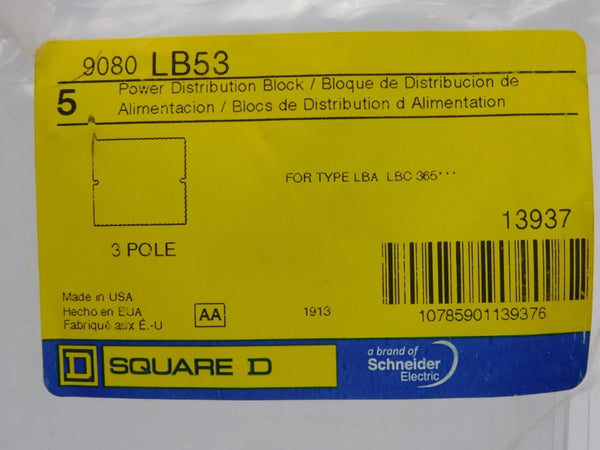 9080 LB53
5
Power Distribution Block / Bloque de Distribucion de
Alimentacion / Blocs de Distribution d Alimentation
FOR TYPE LBA LBC 365***
13937
3 POLE
Made in USA
Hecho en EUA
Fabriqué aux É.-U
AA
1913
10785901139376
D SQUARE D
a brand of
Schneider
Electric